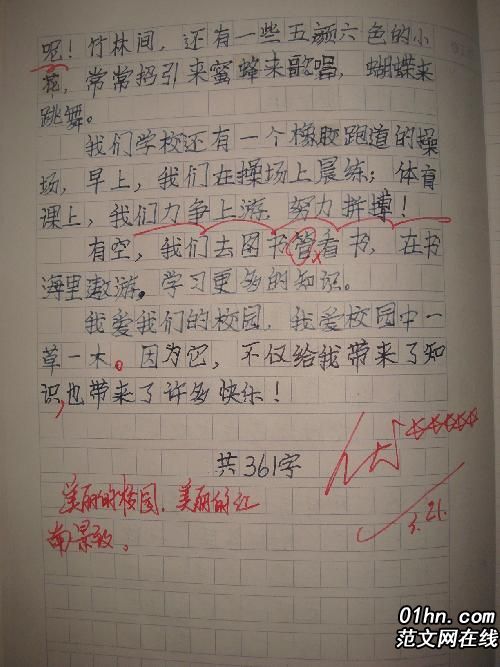 呢！竹林间，还有一些五颜六色的小
花，常常招引来蜜蜂来歌唱，蝴蝶来
跳舞。
我们学校还有一个橡胶跑道的操
场，早上，我们在操场上晨练；体育
课上，我们力争上游，努力拼搏！
有空，我们去图书管看书，在书
海里遨游。学习更多的知识。
我爱我们的校园，我爱校园中一
草一木。因为它，不仅给我带来了知
识，也带来了许多快乐！
共361字
优
美丽的校园，美丽的红
南景致。
01hn.com
范文网在线